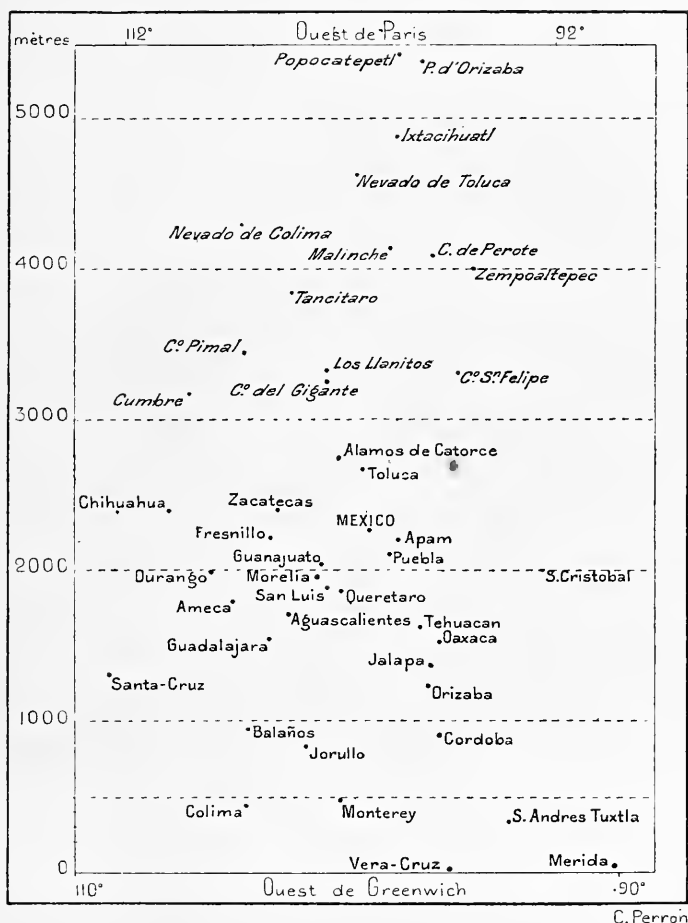 112° Ouest de Paris 92°
mètres
Popocatepetl P. d'Orizaba
5000
Ixtacihuatl
Nevado de Toluca
Nevado de Colima
Malinche C. de Perote
4000
Zempoaltepec
Tancitaro
Cº Pimal
Los Llanitos
Cº del Gigante Cº Sn Felipe
Cumbre
3000
Alamos de Catorce
Toluca
Chihuahua Zacatecas
MEXICO
Fresnillo Apam
Guanajuato Puebla
2000
Durango Morelia S. Cristobal
San Luis Queretaro
Ameca
Aguascalientes Tehuacan
Guadalajara Oaxaca
Jalapa
Santa-Cruz
Orizaba
1000
Balaños Cordoba
Jorullo
Colima Monterey S. Andres Tuxtla
0
Vera-Cruz Merida
110° Ouest de Greenwich 90°
C. Perron